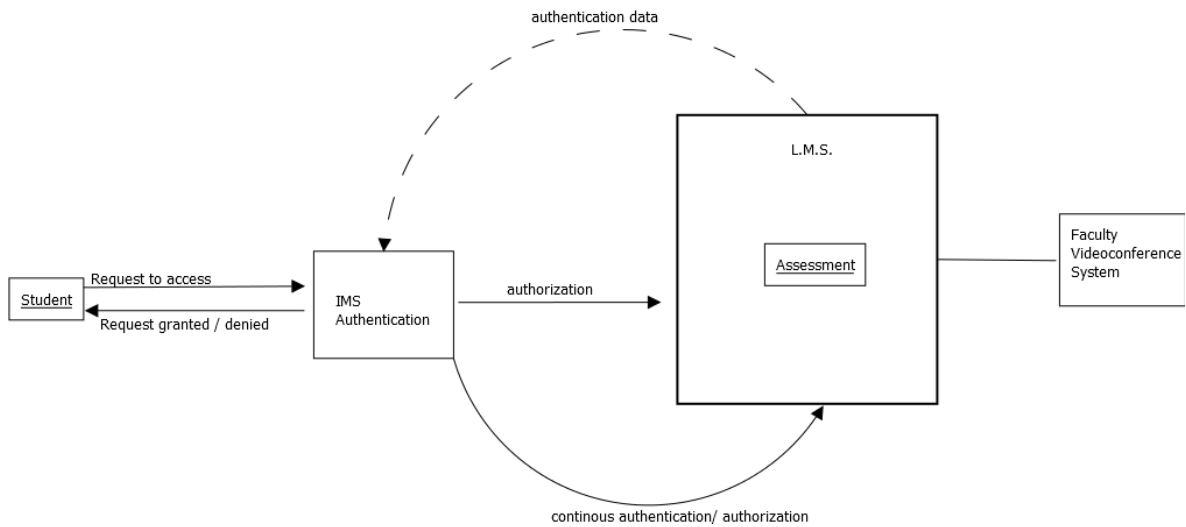 authentication data
L.M.S.
Faculty
Videoconference
System
Assessment
Request to access
Student
IMS
Authentication
authorization
Request granted / denied
continous authentication/ authorization